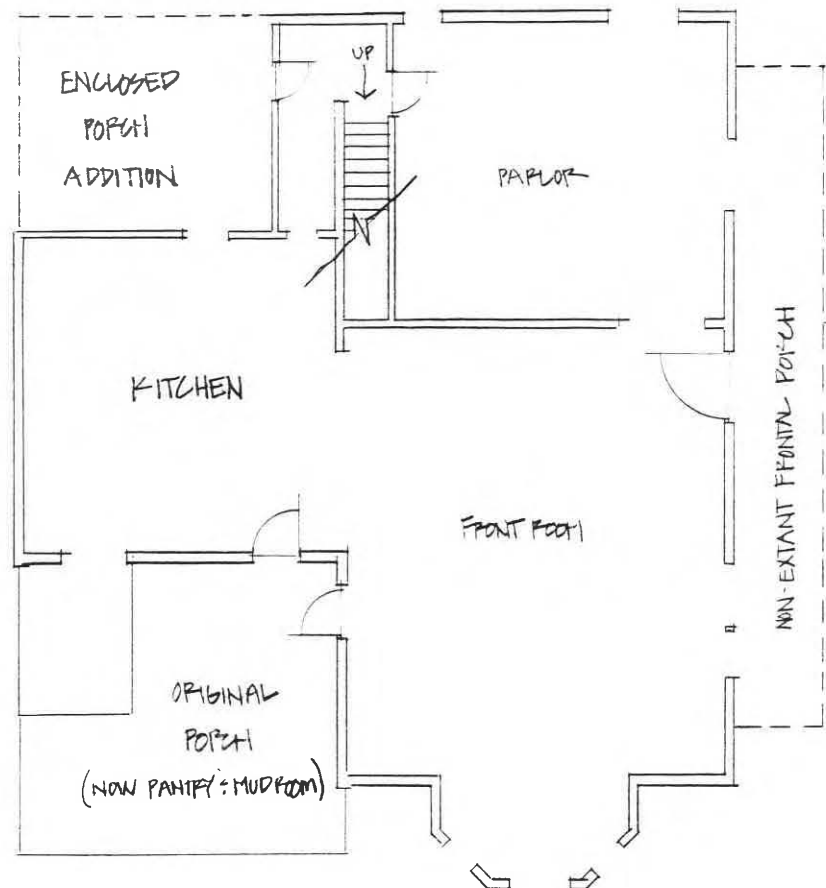 ENCLOSED
PORCH
ADDITION
UP
PARLOR
KITCHEN
FRONT ROOM
NON-EXTANT FRONTAL PORCH
ORIGINAL
PORCH
(NOW PANTRY & MUDROOM)